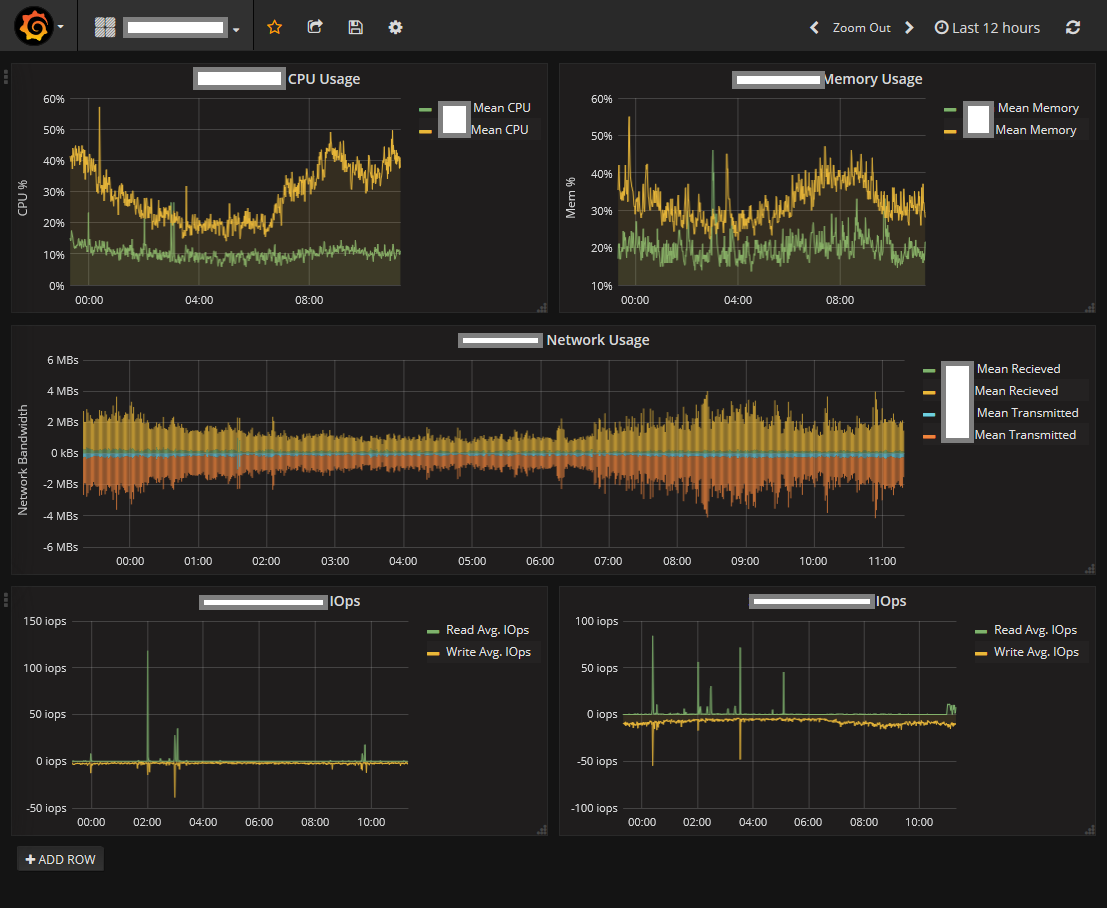 Zoom Out Last 12 hours
CPU Usage
60%
50%
40%
30%
20%
10%
0%
CPU %
00:00 04:00 08:00
Mean CPU
Mean CPU
Memory Usage
60%
50%
40%
30%
20%
10%
Mem %
00:00 04:00 08:00
Mean Memory
Mean Memory
Network Usage
6 MBs
4 MBs
2 MBs
0 kBs
-2 MBs
-4 MBs
-6 MBs
Network Bandwidth
00:00 01:00 02:00 03:00 04:00 05:00 06:00 07:00 08:00 09:00 10:00 11:00
Mean Recieved
Mean Recieved
Mean Transmitted
Mean Transmitted
IOps
150 iops
100 iops
50 iops
0 iops
-50 iops
00:00 02:00 04:00 06:00 08:00 10:00
Read Avg. IOps
Write Avg. IOps
IOps
100 iops
50 iops
0 iops
-50 iops
-100 iops
00:00 02:00 04:00 06:00 08:00 10:00
Read Avg. IOps
Write Avg. IOps
ADD ROW